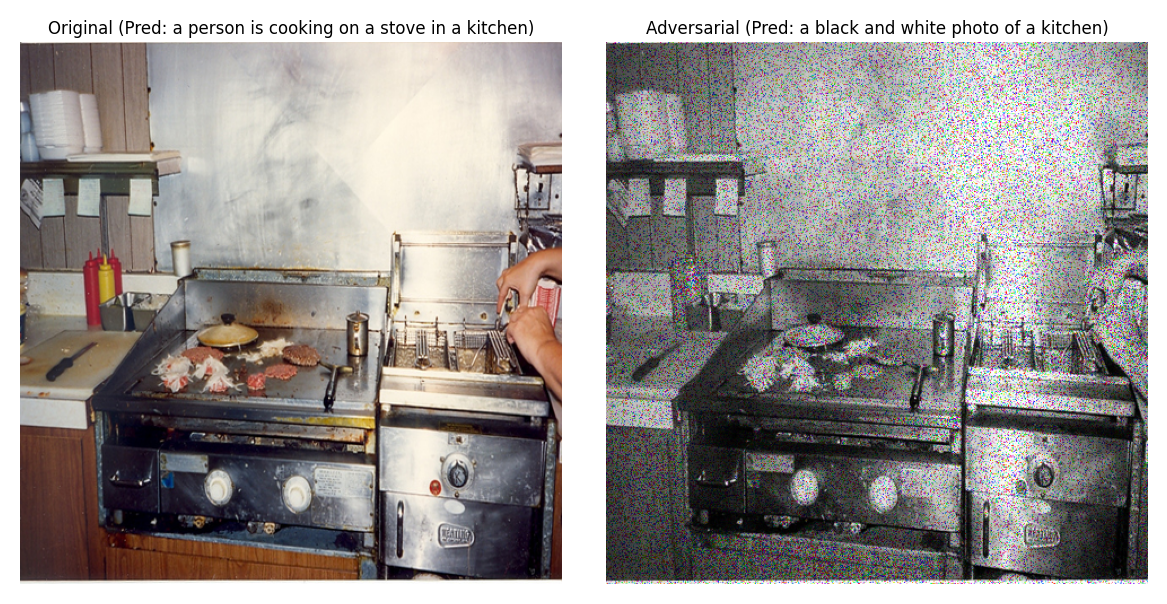 Original (Pred: a person is cooking on a stove in a kitchen)
Adversarial (Pred: a black and white photo of a kitchen)